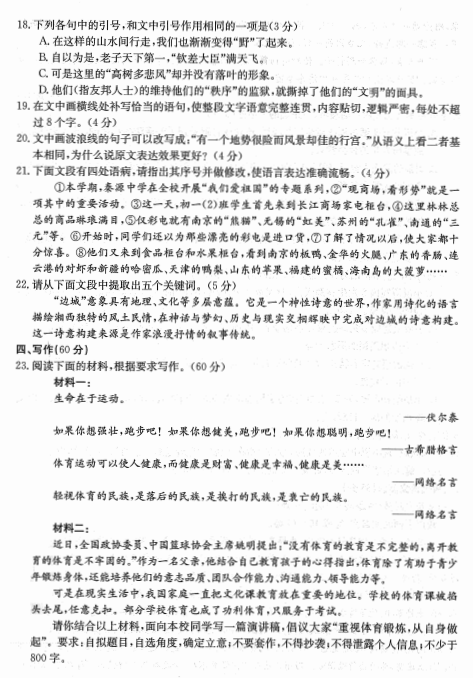 18.下列各句中的引号,和文中引号作用相同的一项是(3分)
A.在这样的山水间行走,我们也渐渐变得“野”了起来。
B.自以为是,老子天下第一,“钦差大臣”满天飞。
C.可是这里的“高树多悲风”却并没有落叶的形象。
D.他们(指友邦人士)的维持他们的“秩序”的监狱,就撕掉了他们的“文明”的面具。
19.在文中画横线处补写恰当的语句,使整段文字语意完整连贯,内容贴切,逻辑严密,每处不超
过8个字。(4分)
20.文中画波浪线的句子可以改写成:“有一个地势很险而风景却佳的行宫。”从语义上看二者基
本相同,为什么说原文表达效果更好?(4分)
21.下面文段有四处语病,请指出其序号并做修改,使语言表达准确流畅。(4分)
①本学期,秦源中学在全校开展“我们爱祖国”的专题系列,②“观商场,看形势”就是一
项其中的重要活动。③这一天,初一(2)班学生首先来到长江商场家电柜台,④这里林林总
总的商品琳琅满目,⑤仅彩电就有南京的“熊猫”、无锡的“虹美”、苏州的“孔雀”、南通的“三
元”等。⑥开始时,同学们还以为那些漂亮的彩电是进口货,⑦了解了情况以后,使大家都十
分惊喜。⑧他们又来到食品柜台和水果柜台,看到南京的板鸭、金华的火腿、广东的香肠、连
云港的对虾和新疆的哈密瓜、天津的鸭梨、山东的苹果、福建的蜜橘、海南岛的大菠萝……
22.请从下面文段中提取出五个关键词。(5分)
“边城”意象具有地理、文化等多层意蕴。它是一个神性诗意的世界,作家用诗化的语言
描绘湘西独特的风土民情,在神话与梦幻、历史与现实交相辉映中完成对边城的诗意构建。
这一诗意构建来源是作家浪漫抒情的叙事传统。
四、写作(60分)
23.阅读下面的材料,根据要求写作。(60分)
材料一:
生命在于运动。
——伏尔泰
如果你想强壮,跑步吧!如果你想健美,跑步吧!如果你想聪明,跑步吧!
——古希腊格言
体育运动可以使人健康,而健康是财富、健康是幸福、健康是美……
——网络名言
轻视体育的民族,是落后的民族,是挨打的民族,是衰亡的民族。
——网络名言
材料二:
近日,全国政协委员、中国篮球协会主席姚明提出:“没有体育的教育是不完整的,离开教
育的体育是不牢固的。”作为一名父亲,他结合自己教育孩子的心得指出,体育除了有助于青少
年锻炼身体,还能培养他们的意志品质、团队合作能力、沟通能力、领导能力等。
可是在现实生活中,我国家庭一直把文化课教育放在重要的地位。学校的体育课被掐
头去尾,任意克扣。部分学校体育也成了功利体育,只服务于考试。
请你结合以上材料,面向本校同学写一篇演讲稿,倡议大家“重视体育锻炼,从自身做
起”。要求:自拟题目,自选角度,确定立意;不要套作,不得抄袭;不得泄露个人信息;不少于
800字。